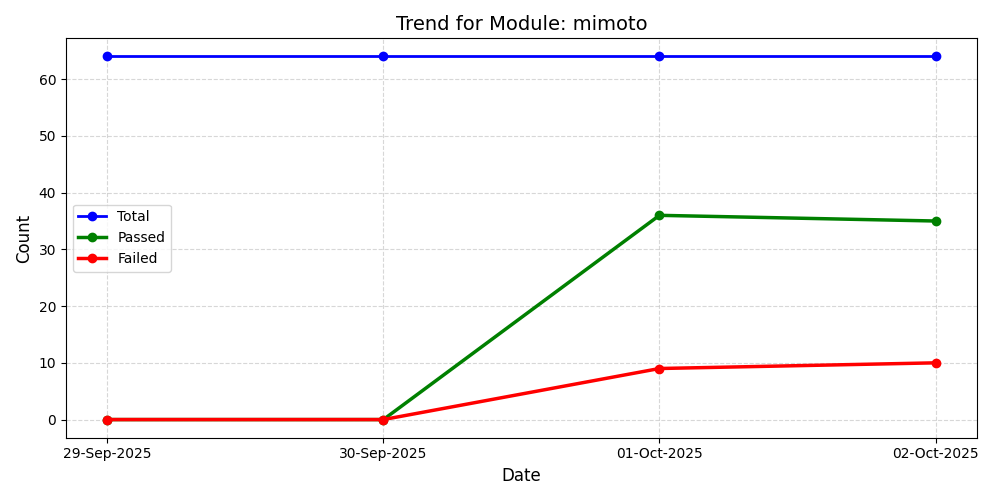 Trend for Module: mimoto
60
50
40
30
20
10
0
Count
Total
Passed
Failed
29-Sep-2025
30-Sep-2025
01-Oct-2025
02-Oct-2025
Date